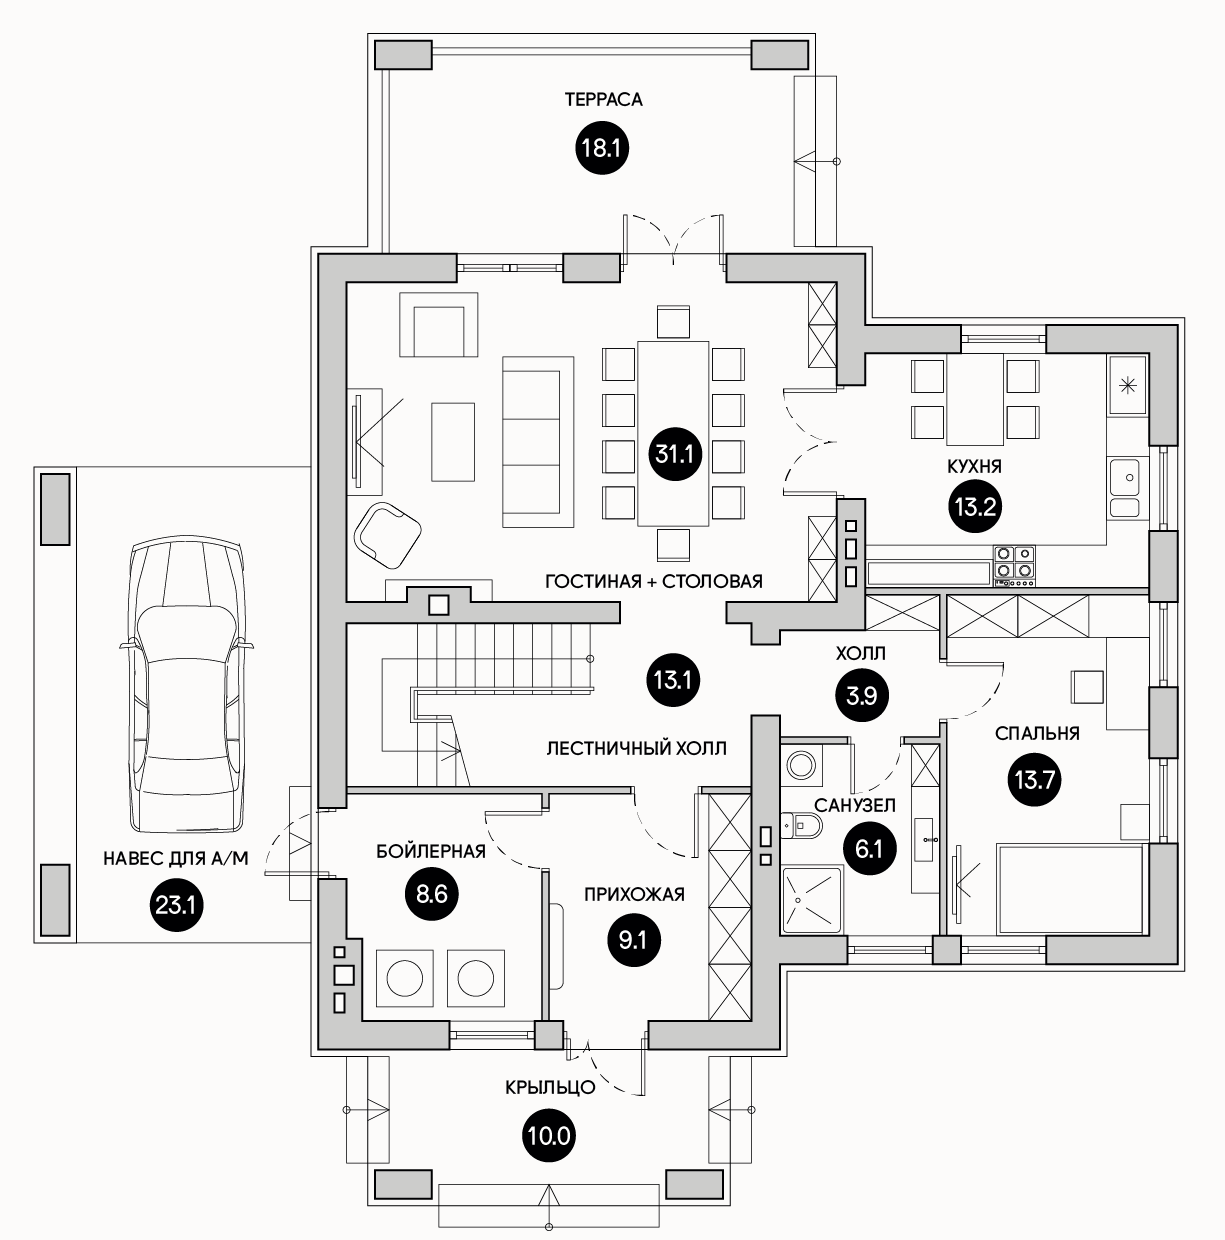 ТЕРРАСА
18.1
31.1
ГОСТИНАЯ + СТОЛОВАЯ
КУХНЯ
13.2
13.1
ЛЕСТНИЧНЫЙ ХОЛЛ
ХОЛЛ
3.9
СПАЛЬНЯ
13.7
САНУЗЕЛ
6.1
НАВЕС ДЛЯ А/М
23.1
БОЙЛЕРНАЯ
8.6
ПРИХОЖАЯ
9.1
КРЫЛЬЦО
10.0